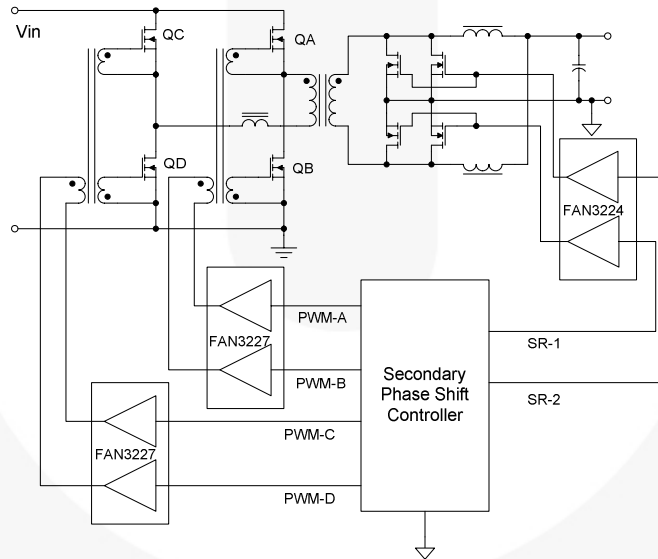 Vin
QC
QA
QD
QB
FAN3224
FAN3227
PWM-A
PWM-B
SR-1
SR-2
Secondary
Phase Shift
Controller
FAN3227
PWM-C
PWM-D